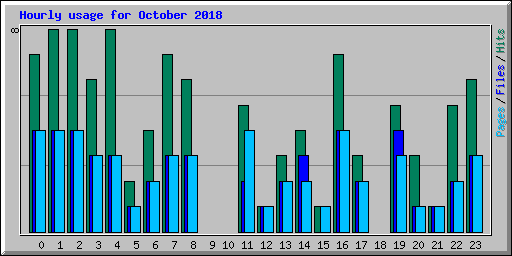 Hourly usage for October 2018
8
Pages/Files/Hits
0 1 2 3 4 5 6 7 8 9 10 11 12 13 14 15 16 17 18 19 20 21 22 23